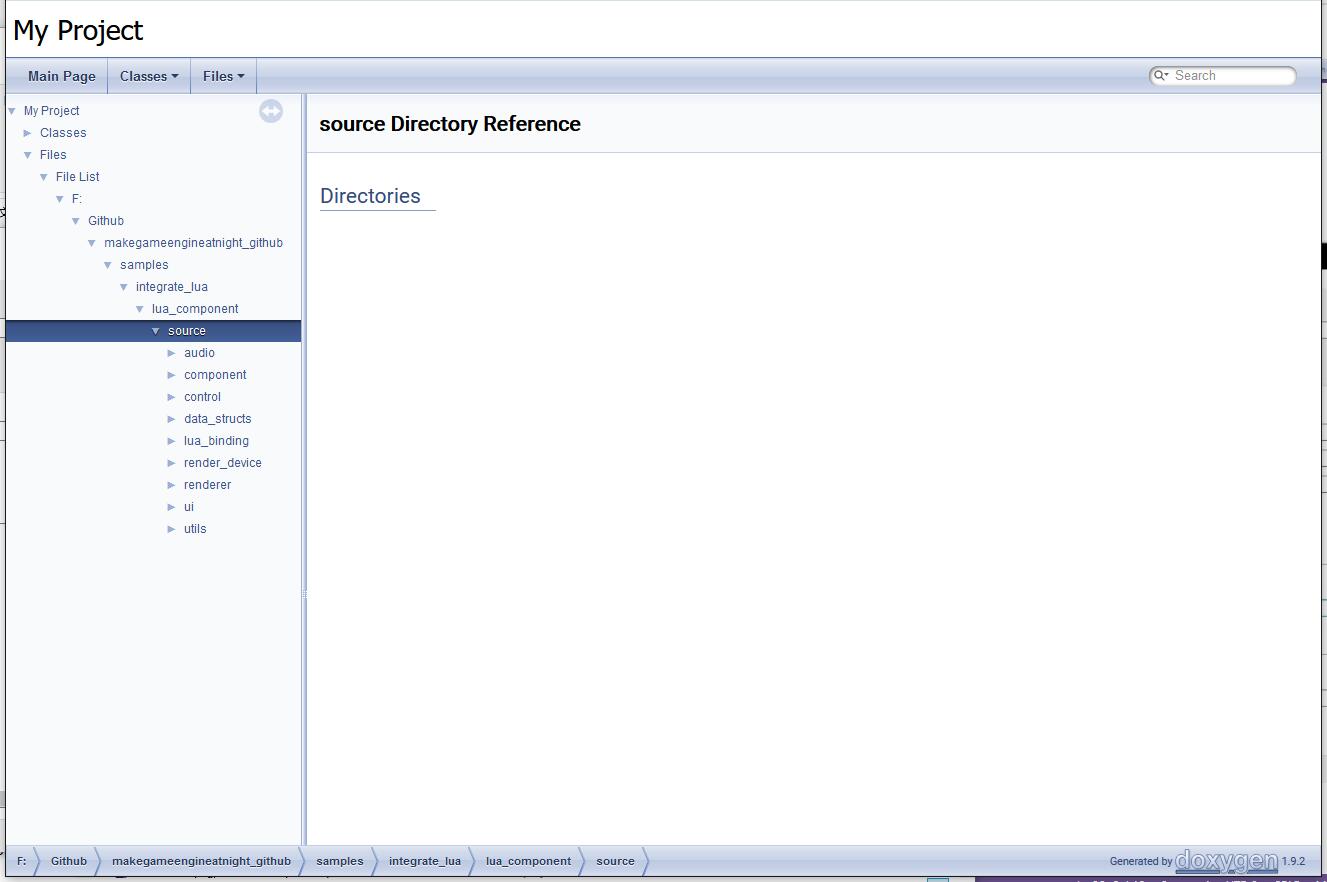 My Project
Main Page Classes Files Search
My Project
Classes
Files
File List
F:
Github
makegameengineatnight_github
samples
integrate_lua
lua_component
source
audio
component
control
data_structs
lua_binding
render_device
renderer
ui
utils
source Directory Reference
Directories
F: Github makegameengineatnight_github samples integrate_lua lua_component source Generated by doxygen 1.9.2